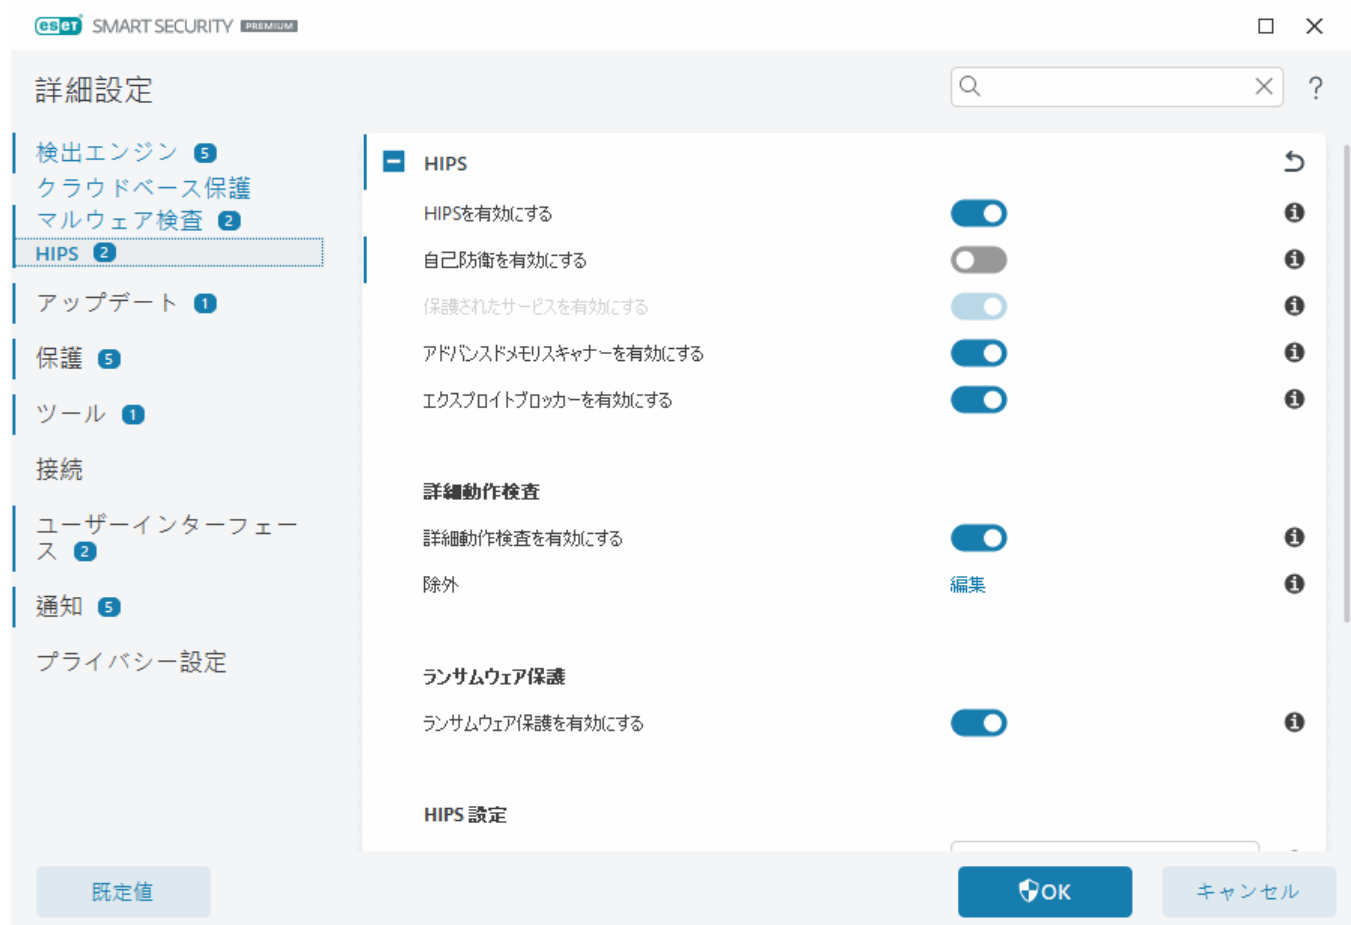 eset SMART SECURITY PREMIUM
詳細設定
?
検出エンジン 5
クラウドベース保護
マルウェア検査 2
HIPS 2
アップデート 1
保護 5
ツール 1
接続
ユーザーインターフェー
ス 2
通知 5
プライバシー設定
HIPS
HIPSを有効にする
自己防衛を有効にする
保護されたサービスを有効にする
アドバンスドメモリスキャナーを有効にする
エクスプロイトブロッカーを有効にする
詳細動作検査
詳細動作検査を有効にする
除外 編集
ランサムウェア保護
ランサムウェア保護を有効にする
HIPS 設定
既定値
OK
キャンセル